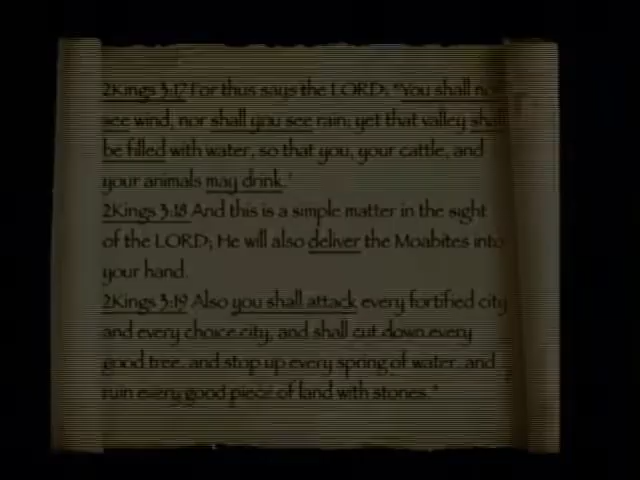 2Kings 3:17 For thus says the LORD; "You shall not
see wind, nor shall you see rain; yet that valley shall
be filled with water, so that you, your cattle, and
your animals may drink.'
2Kings 3:18 And this is a simple matter in the sight
of the LORD; He will also deliver the Moabites into
your hand.
2Kings 3:19 Also you shall attack every fortified city
and every choice city, and shall cut down every
good tree, and stop up every spring of water, and
ruin every good piece of land with stones."